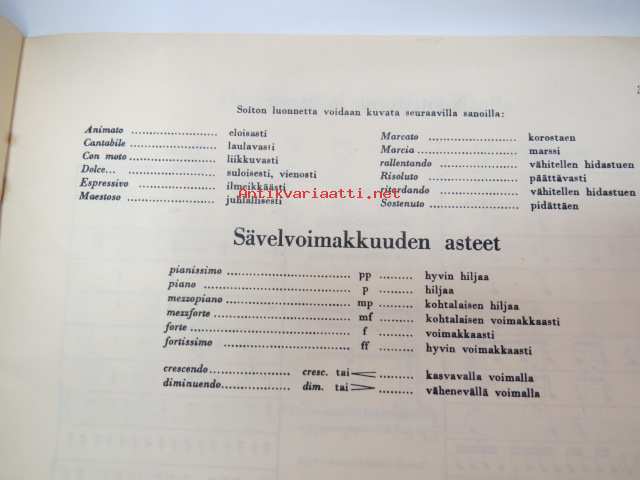 Soiton luonnetta voidaan kuvata seuraavilla sanoilla:
Animato .................... eloisasti
Cantabile .................... laulavasti
Con moto .................... liikkuvasti
Dolce... .................... suloisesti, vienosti
Espressivo .................... ilmeikkäästi
Maestoso .................... juhlallisesti
Marcato .................... korostaen
Marcia .................... marssi
rallentando .................... vähitellen hidastuen
Risoluto .................... päättävasti
ritardando .................... vähitellen hidastuen
Sostenuto .................... pidättäen
Antikvariaatti.net
Sävelvoimakkuuden asteet
pianissimo .................... pp ........ hyvin hiljaa
piano .................... p ........ hiljaa
mezzopiano .................... mp ........ kohtalaisen hiljaa
mezzforte .................... mf ........ kohtalaisen voimakkaasti
forte .................... f ........ voimakkaasti
fortissimo .................... ff ........ hyvin voimakkaasti
crescendo .................... cresc. tai < ........ kasvavalla voimalla
diminuendo .................... dim. tai > ........ vähenevällä voimalla